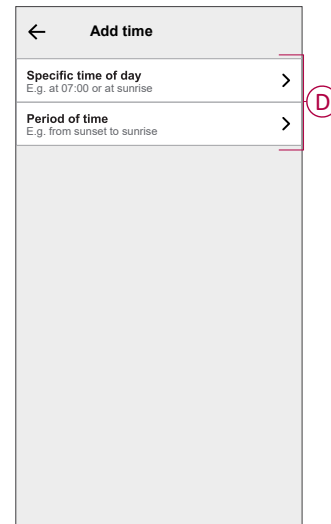 Add time
Specific time of day
E.g. at 07:00 or at sunrise
D
Period of time
E.g. from sunset to sunrise